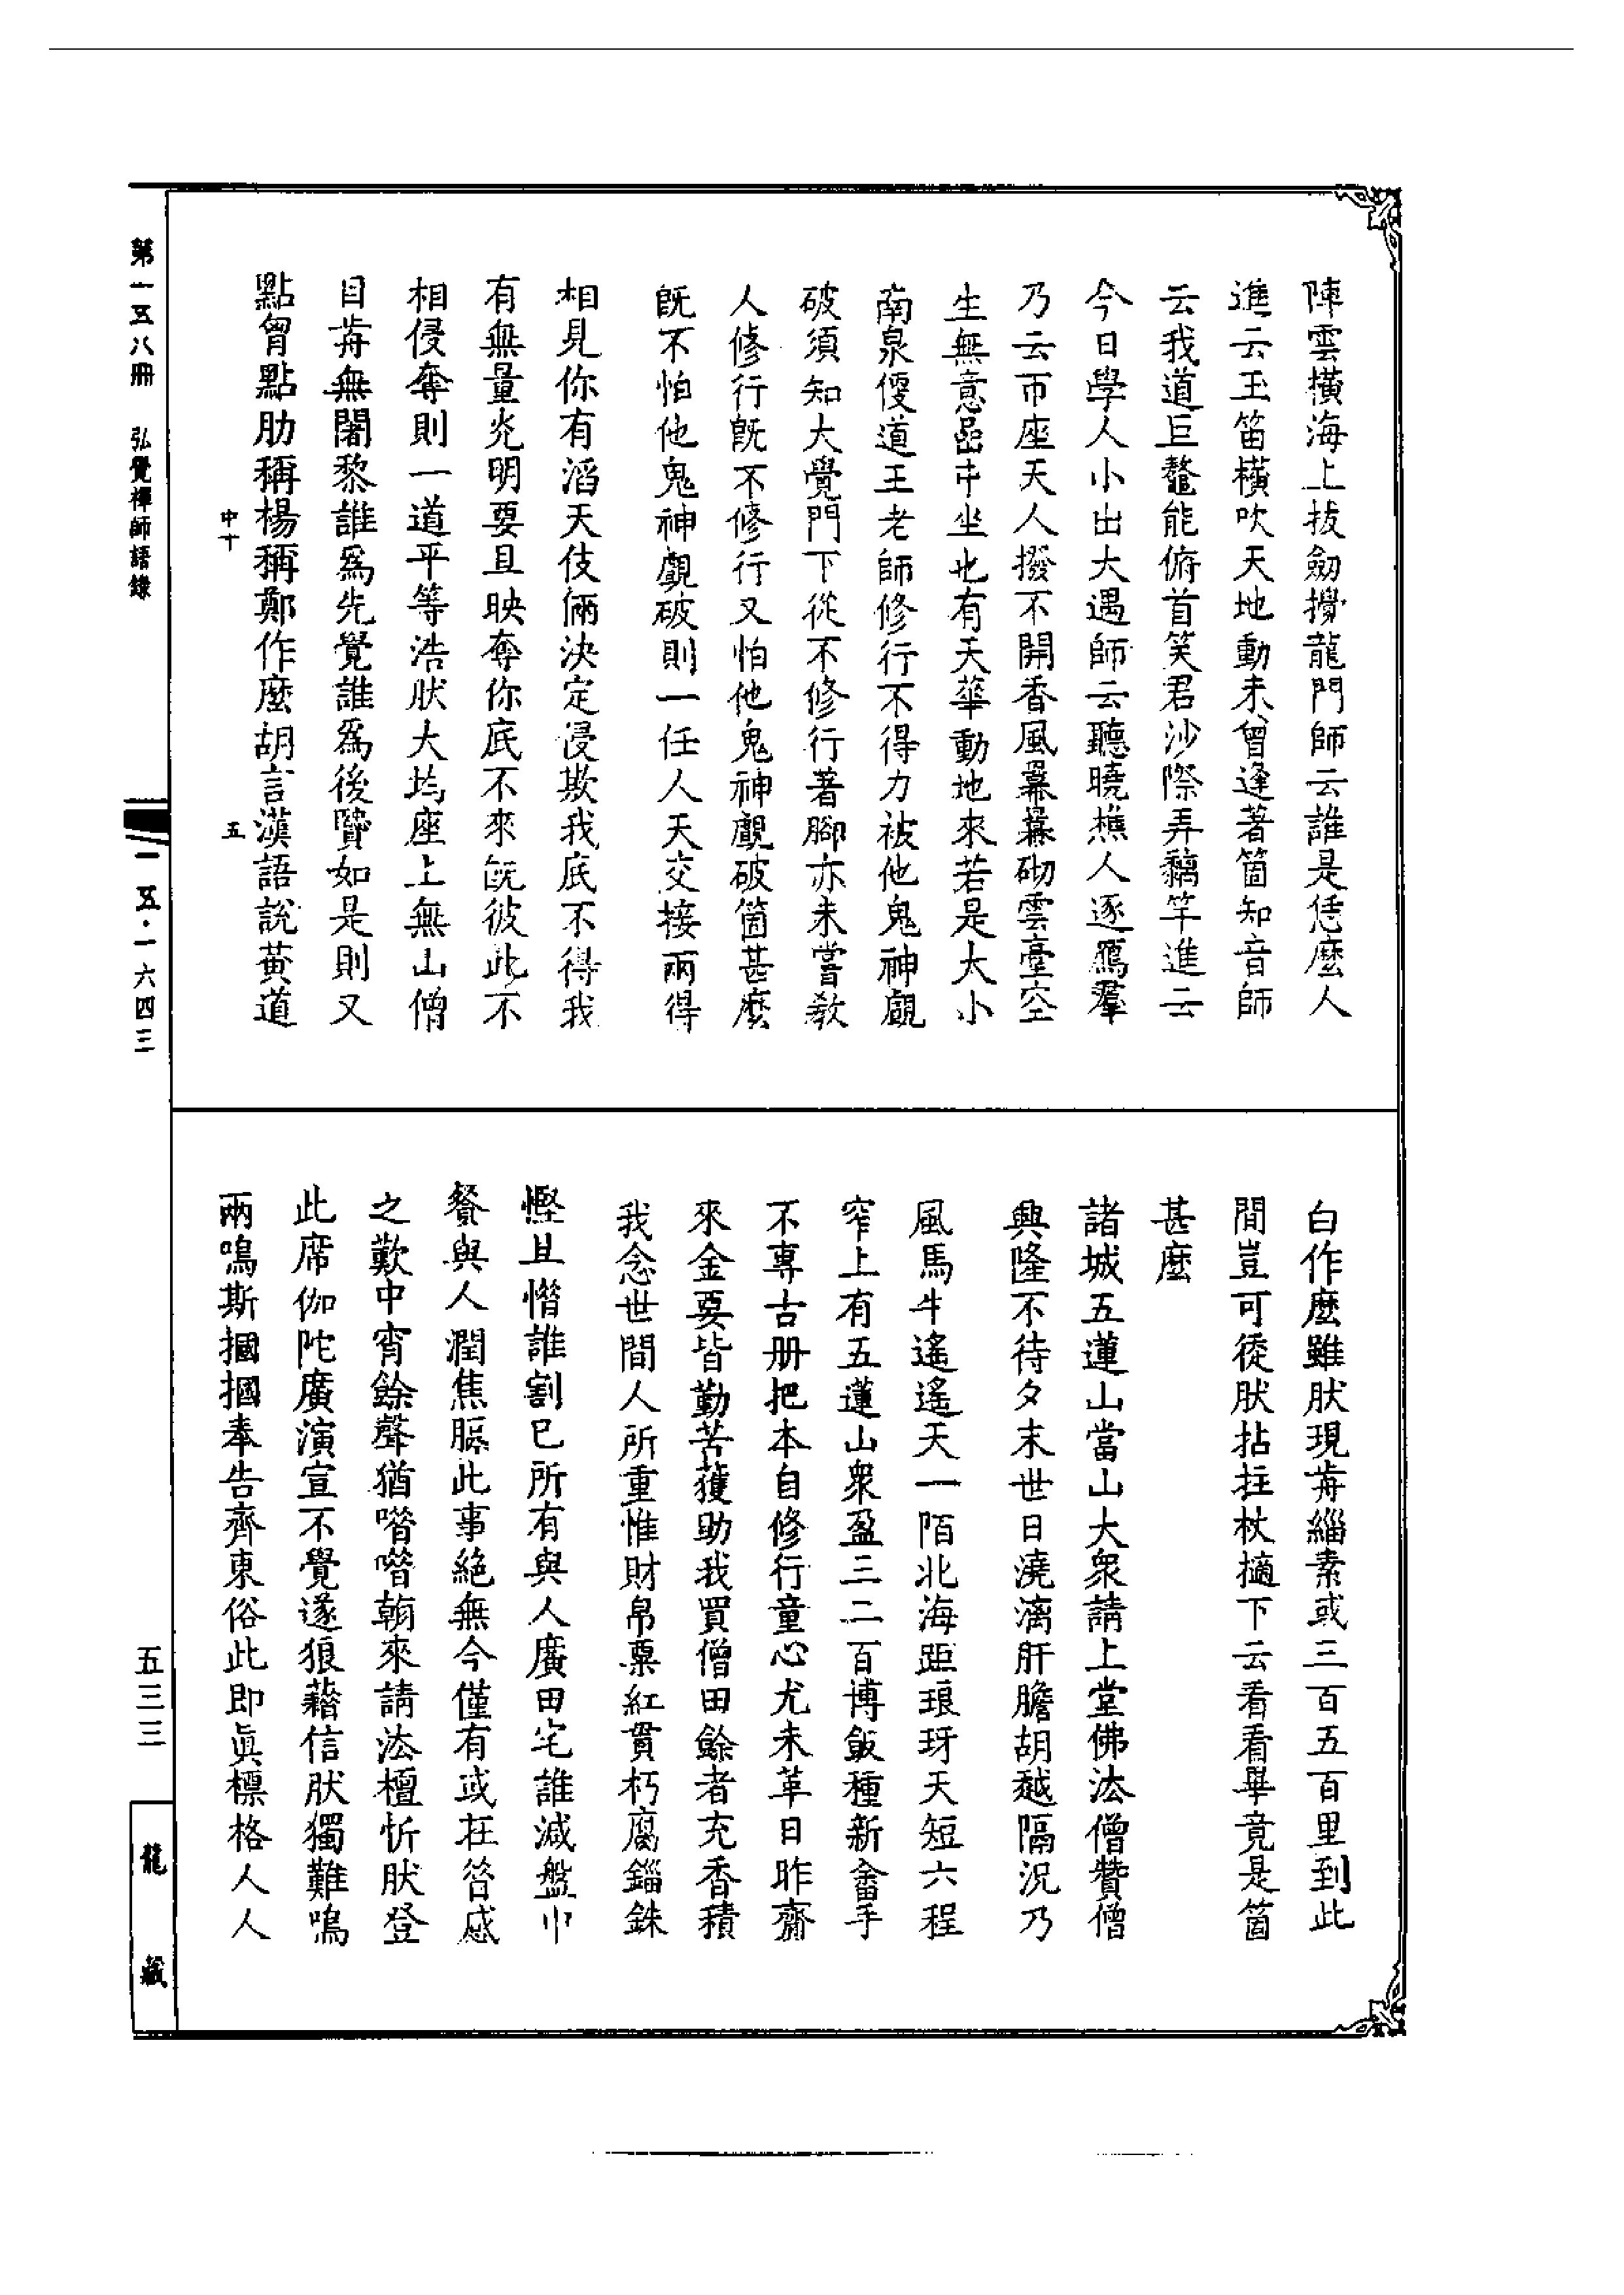 陣雲橫海上拔劒攪龍門師云誰是恁麼人
進云玉笛橫吹天地動未曾逢著箇知音師
云我道巨鼇能俯首笑君沙際弄黐竿進云
今日學人小出大遇師云聽曉樵人逐鴈羣
乃云帀座天人撥不開香風羃羃砌雲臺空
生無意嵒中坐也有天華動地來若是大小
南泉便道王老師修行不得力被他鬼神覷
破須知大覺門下從不修行著腳亦未嘗教
人修行既不修行又怕他鬼神覷破箇甚麼
既不怕他鬼神覷破則一任人天交接兩得
相見你有滔天伎倆決定侵欺我底不得我
有無量光明要且映奪你底不來既彼此不
相侵奪則一道平等浩然大均座上無山僧
目前無闍黎誰爲先覺誰爲後覺如是則又
點胷點肋稱楊稱鄭作麼胡言漢語說黃道
白作麼雖然現前緇素或三百五百里到此
間豈可徒然拈拄杖擿下云看看畢竟是箇
甚麼
諸城五蓮山當山大衆請上堂佛法僧贊僧
興隆不待夕末世日澆漓肝膽胡越隔況乃
風馬牛遙遙天一陌北海距琅玡天短六程
窄上有五蓮山衆盈三二百博飯種新畬手
不專古册把本自修行童心尤未革日昨齋
來金要皆勤苦獲助我買僧田餘者充香積
我念世間人所重惟財帛粟紅貫朽腐錙銖
慳且憯誰割已所有與人廣田宅誰減盤中
餐與人潤焦膈此事絶無今僅有或在咎慼
之歎中宵餘聲猶喈喈朝來請法檀忻然登
此席伽陀廣演宣不覺遂狼藉信然獨難鳴
兩鳴斯摑摑奉告齊東俗此即眞標格人人
第一五八冊　弘覺禪師語錄
中十　五
一五·一六四三
五三三
龍藏